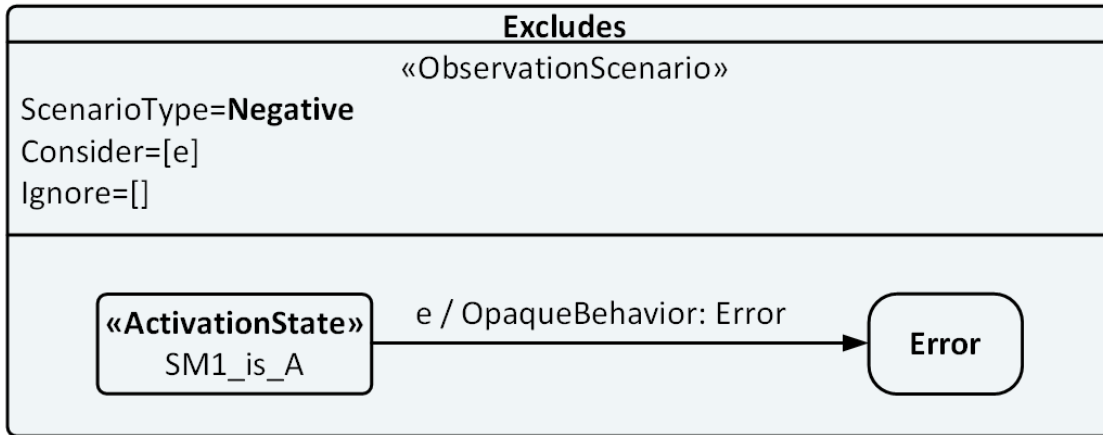 Excludes
«ObservationScenario»
ScenarioType=Negative
Consider=[e]
Ignore=[]
«ActivationState»
SM1_is_A
e / OpaqueBehavior: Error
Error